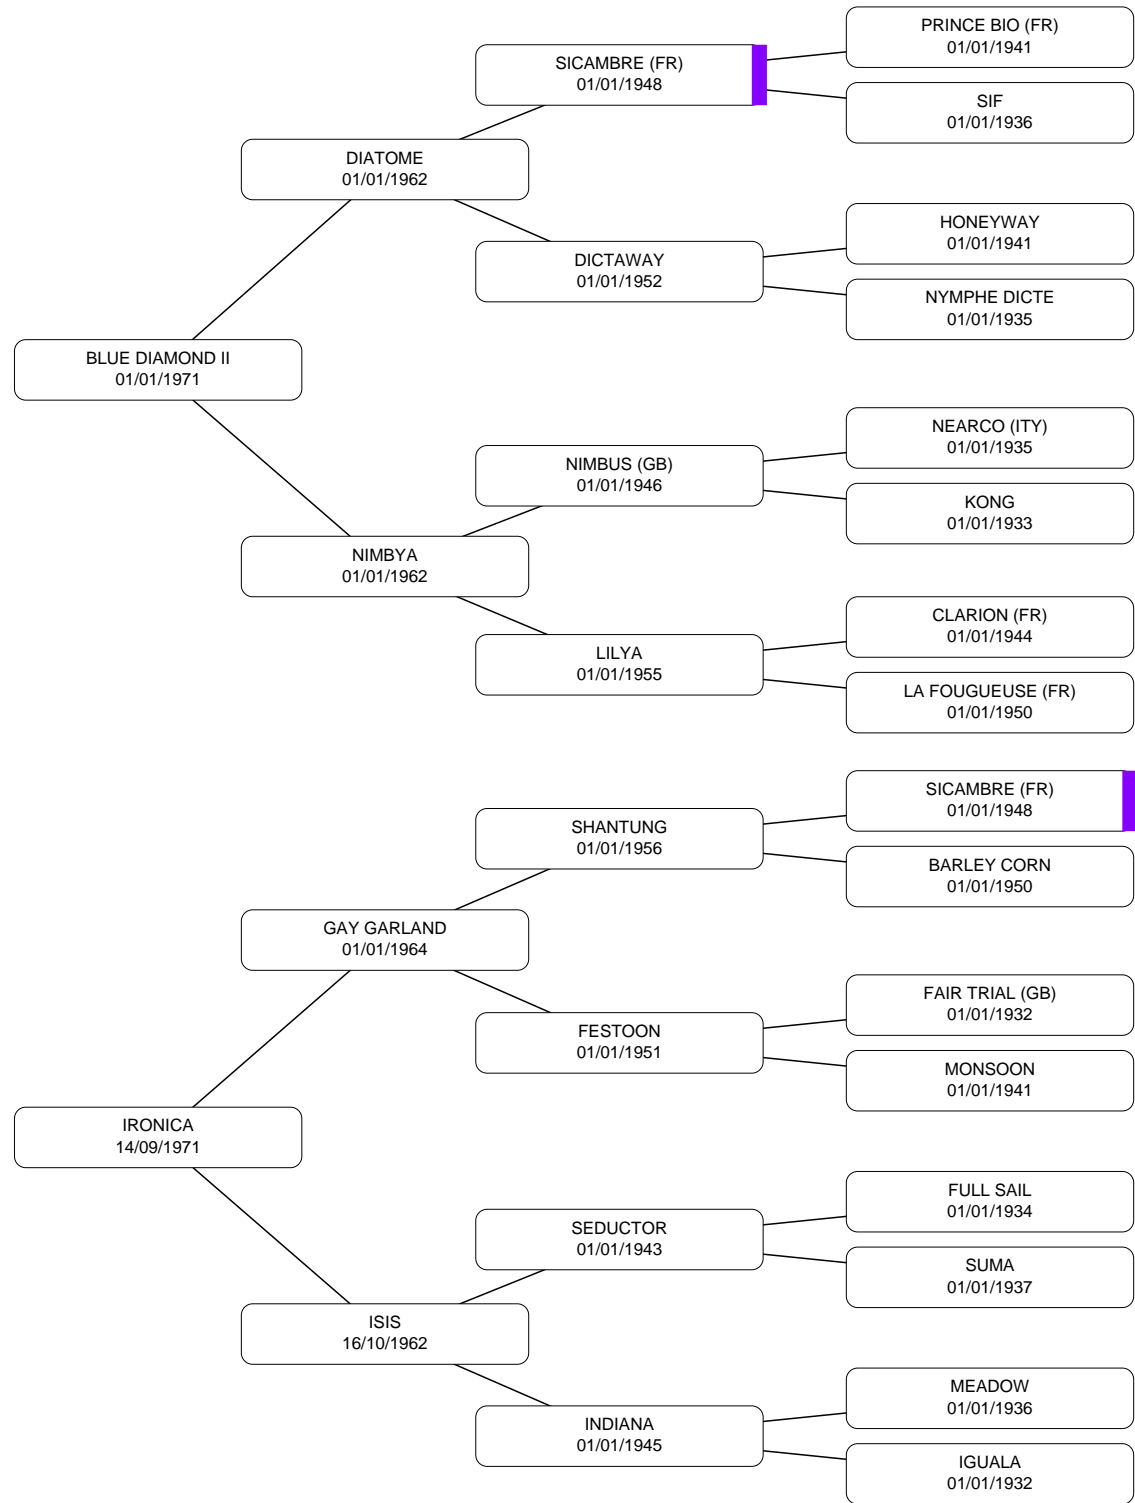 PRINCE BIO (FR)
01/01/1941
SICAMBRE (FR)
01/01/1948
SIF
01/01/1936
DIATOME
01/01/1962
HONEYWAY
01/01/1941
DICTAWAY
01/01/1952
NYMPHE DICTE
01/01/1935
BLUE DIAMOND II
01/01/1971
NEARCO (ITY)
01/01/1935
NIMBUS (GB)
01/01/1946
KONG
01/01/1933
NIMBYA
01/01/1962
CLARION (FR)
01/01/1944
LILYA
01/01/1955
LA FOUGUEUSE (FR)
01/01/1950
SICAMBRE (FR)
01/01/1948
SHANTUNG
01/01/1956
BARLEY CORN
01/01/1950
GAY GARLAND
01/01/1964
FAIR TRIAL (GB)
01/01/1932
FESTOON
01/01/1951
MONSOON
01/01/1941
IRONICA
14/09/1971
FULL SAIL
01/01/1934
SEDUCTOR
01/01/1943
SUMA
01/01/1937
ISIS
16/10/1962
MEADOW
01/01/1936
INDIANA
01/01/1945
IGUALA
01/01/1932